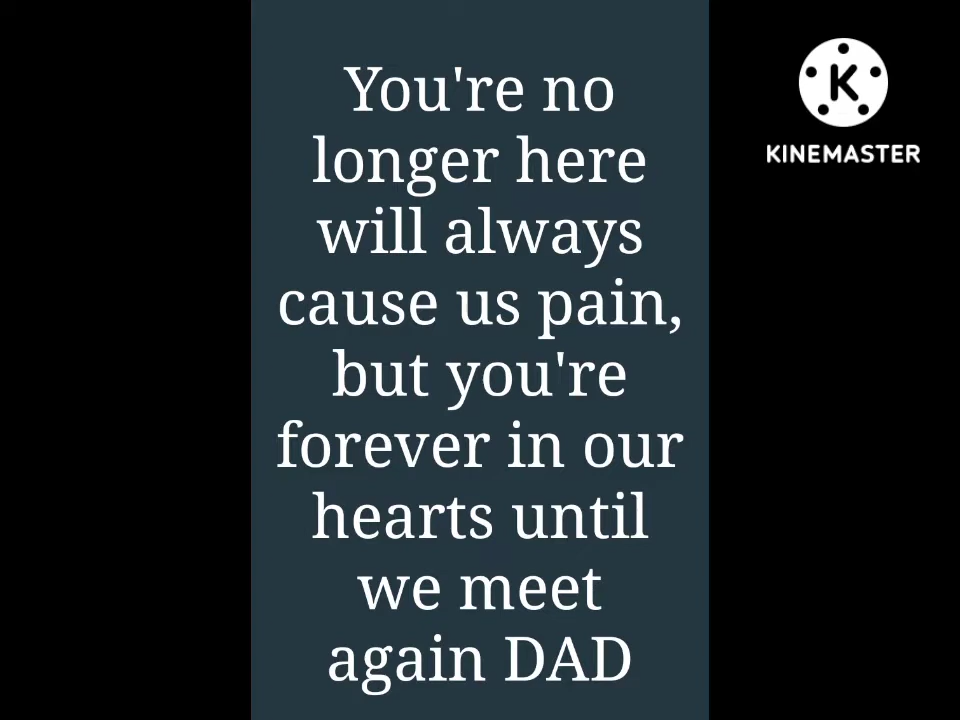 You're no
longer here
will always
cause us pain,
but you're
forever in our
hearts until
we meet
again DAD
K
KINEMASTER